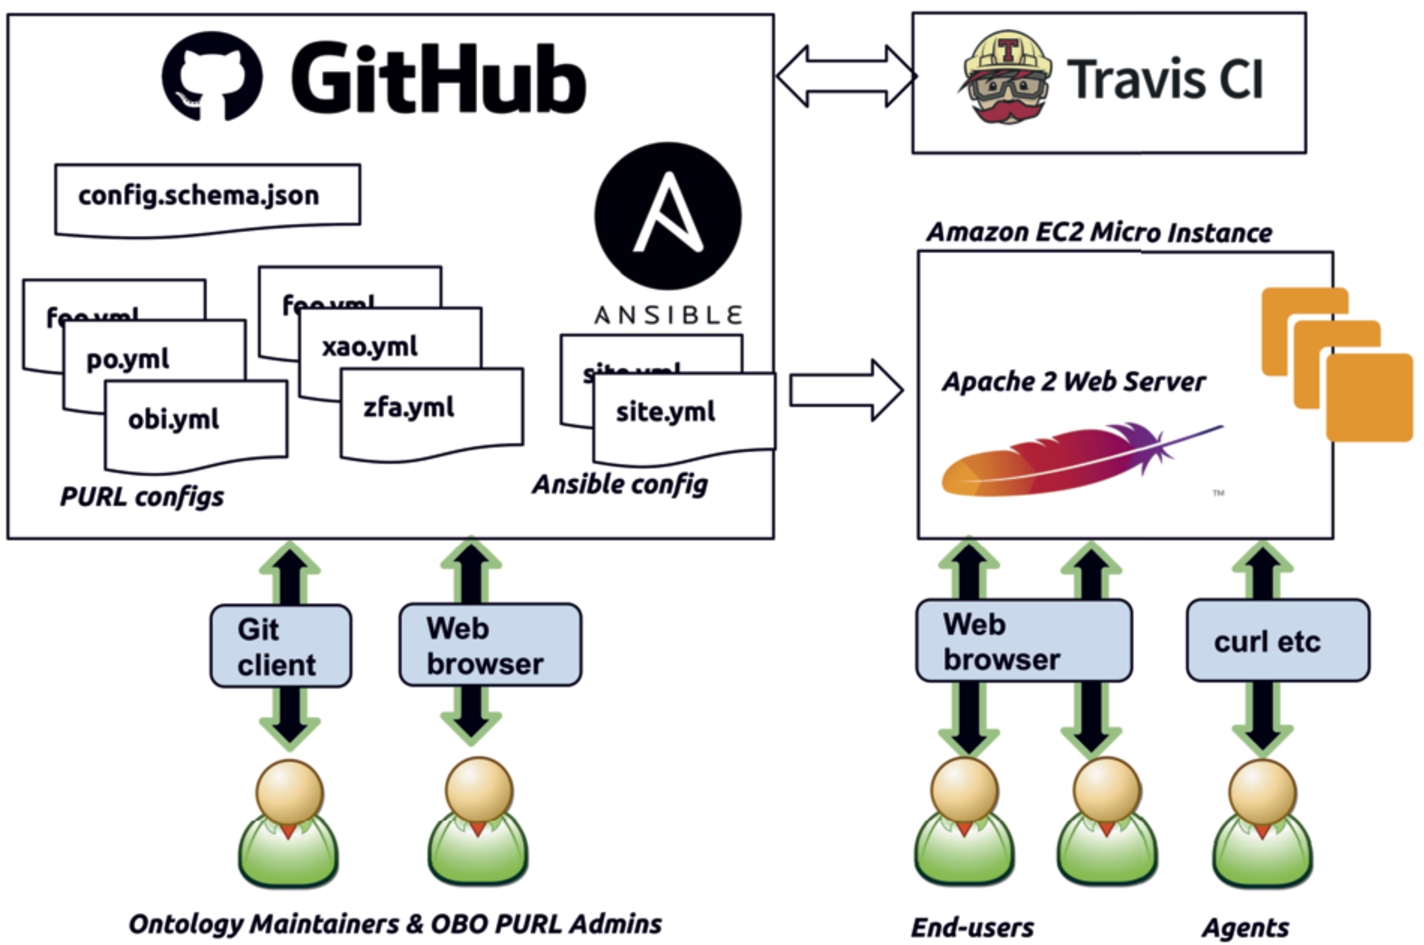 GitHub
T
Travis CI
config.schema.json
ANSIBLE
Amazon EC2 Micro Instance
foo.yml
po.yml
obi.yml
foo.yml
xao.yml
zfa.yml
site.yml
site.yml
Apache 2 Web Server
TM
PURL configs
Ansible config
Git
client
Web
browser
Web
browser
curl etc
Ontology Maintainers & OBO PURL Admins
End-users
Agents